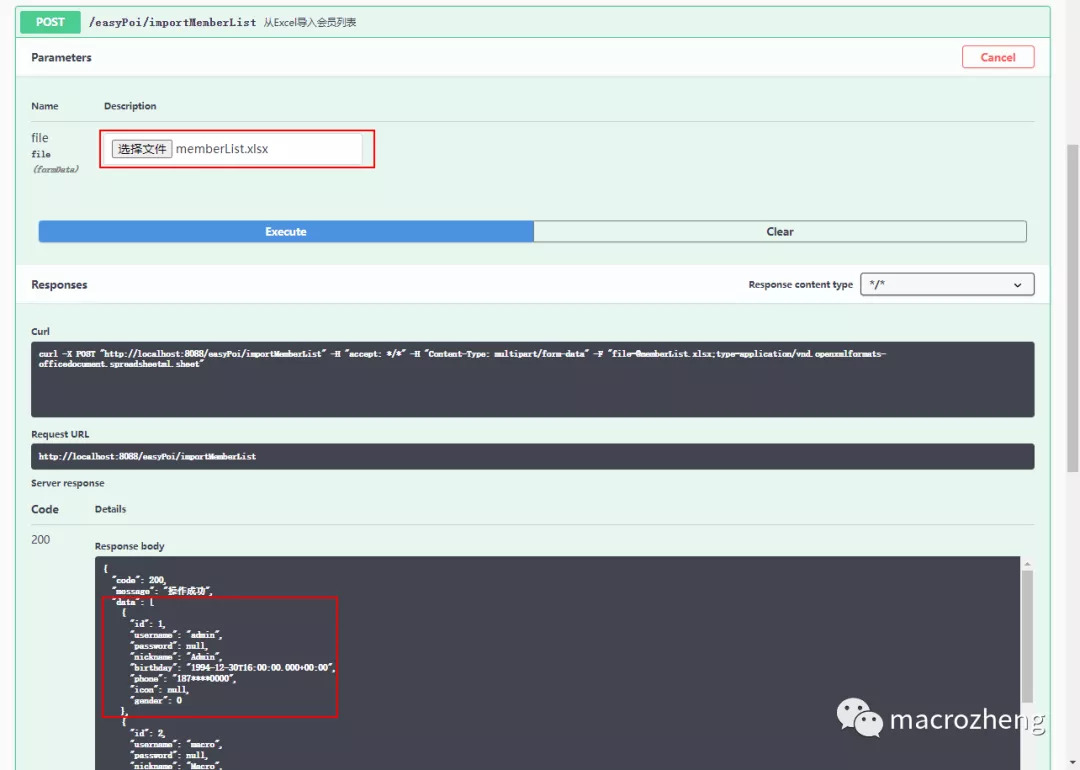 POST /easyPoi/importMemberList 从Excel导入会员列表
Parameters Cancel
Name Description
file
file
(formData)
选择文件 memberList.xlsx
Execute Clear
Responses Response content type */*
Curl
curl -X POST "http://localhost:8088/easyPoi/importMemberList" -H "accept: */*" -H "Content-Type: multipart/form-data" -F "file=@memberList.xlsx;type=application/vnd.openxmlformats-
officedocument.spreadsheetml.sheet"
Request URL
http://localhost:8088/easyPoi/importMemberList
Server response
Code Details
200
Response body
{
"code": 200,
"message": "操作成功",
"data": [
{
"id": 1,
"username": "admin",
"password": null,
"nickname": "Admin",
"birthday": "1994-12-30T16:00:00.000+00:00",
"phone": "187****0000",
"icon": null,
"gender": 0
},
{
"id": 2,
"username": "macro",
"password": null,
"nickname": "Macro",
macrozheng